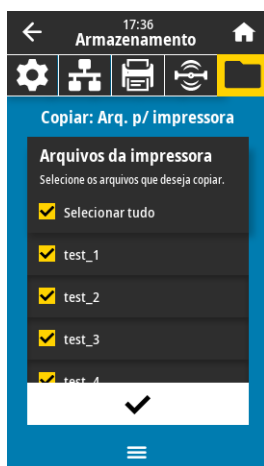 17:36
Armazenamento
Copiar: Arq. p/ impressora
Arquivos da impressora
Selecione os arquivos que deseja copiar.
Selecionar tudo
test_1
test_2
test_3
test_4